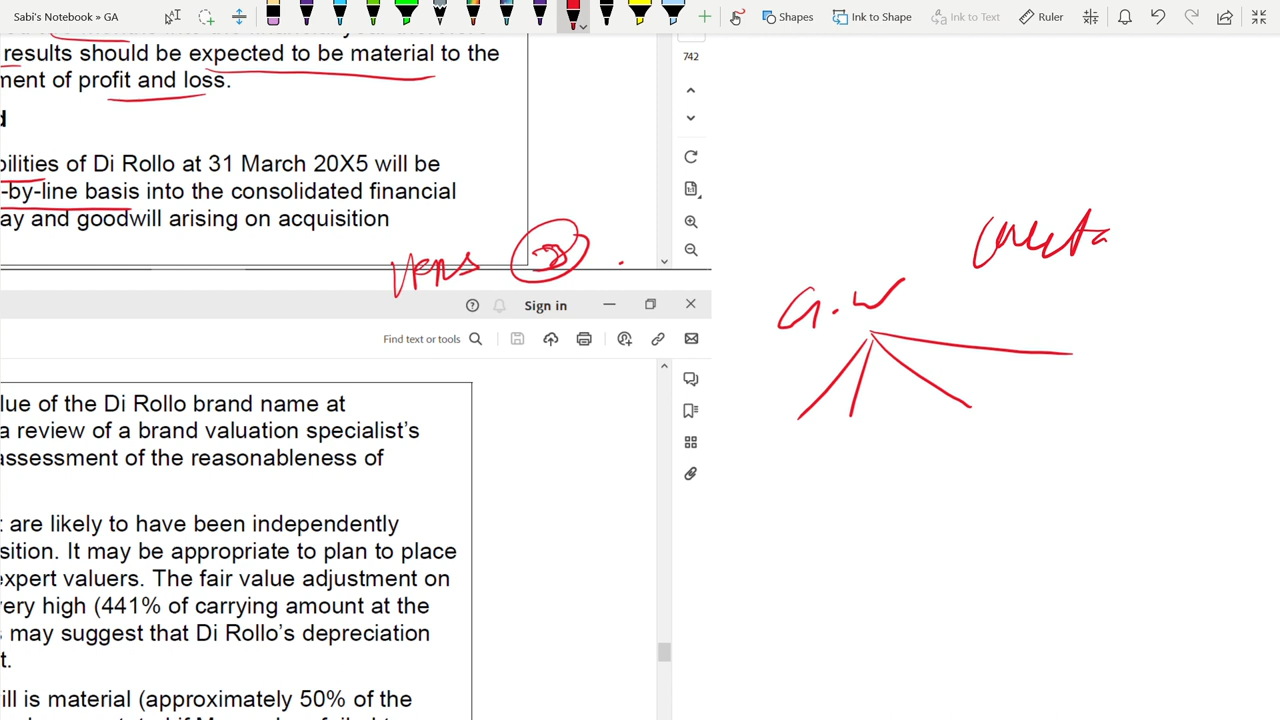 Sabi's Notebook » GA
Shapes
Ink to Shape
Ink to Text
Ruler
results should be expected to be material to the
ment of profit and loss.
d
bilities of Di Rollo at 31 March 20X5 will be
-by-line basis into the consolidated financial
ay and goodwill arising on acquisition
742
Sign in
Find text or tools
lue of the Di Rollo brand name at
a review of a brand valuation specialist's
assessment of the reasonableness of
t are likely to have been independently
sition. It may be appropriate to plan to place
expert valuers. The fair value adjustment on
very high (441% of carrying amount at the
s may suggest that Di Rollo's depreciation
t.
ill is material (approximately 50% of the
G.W